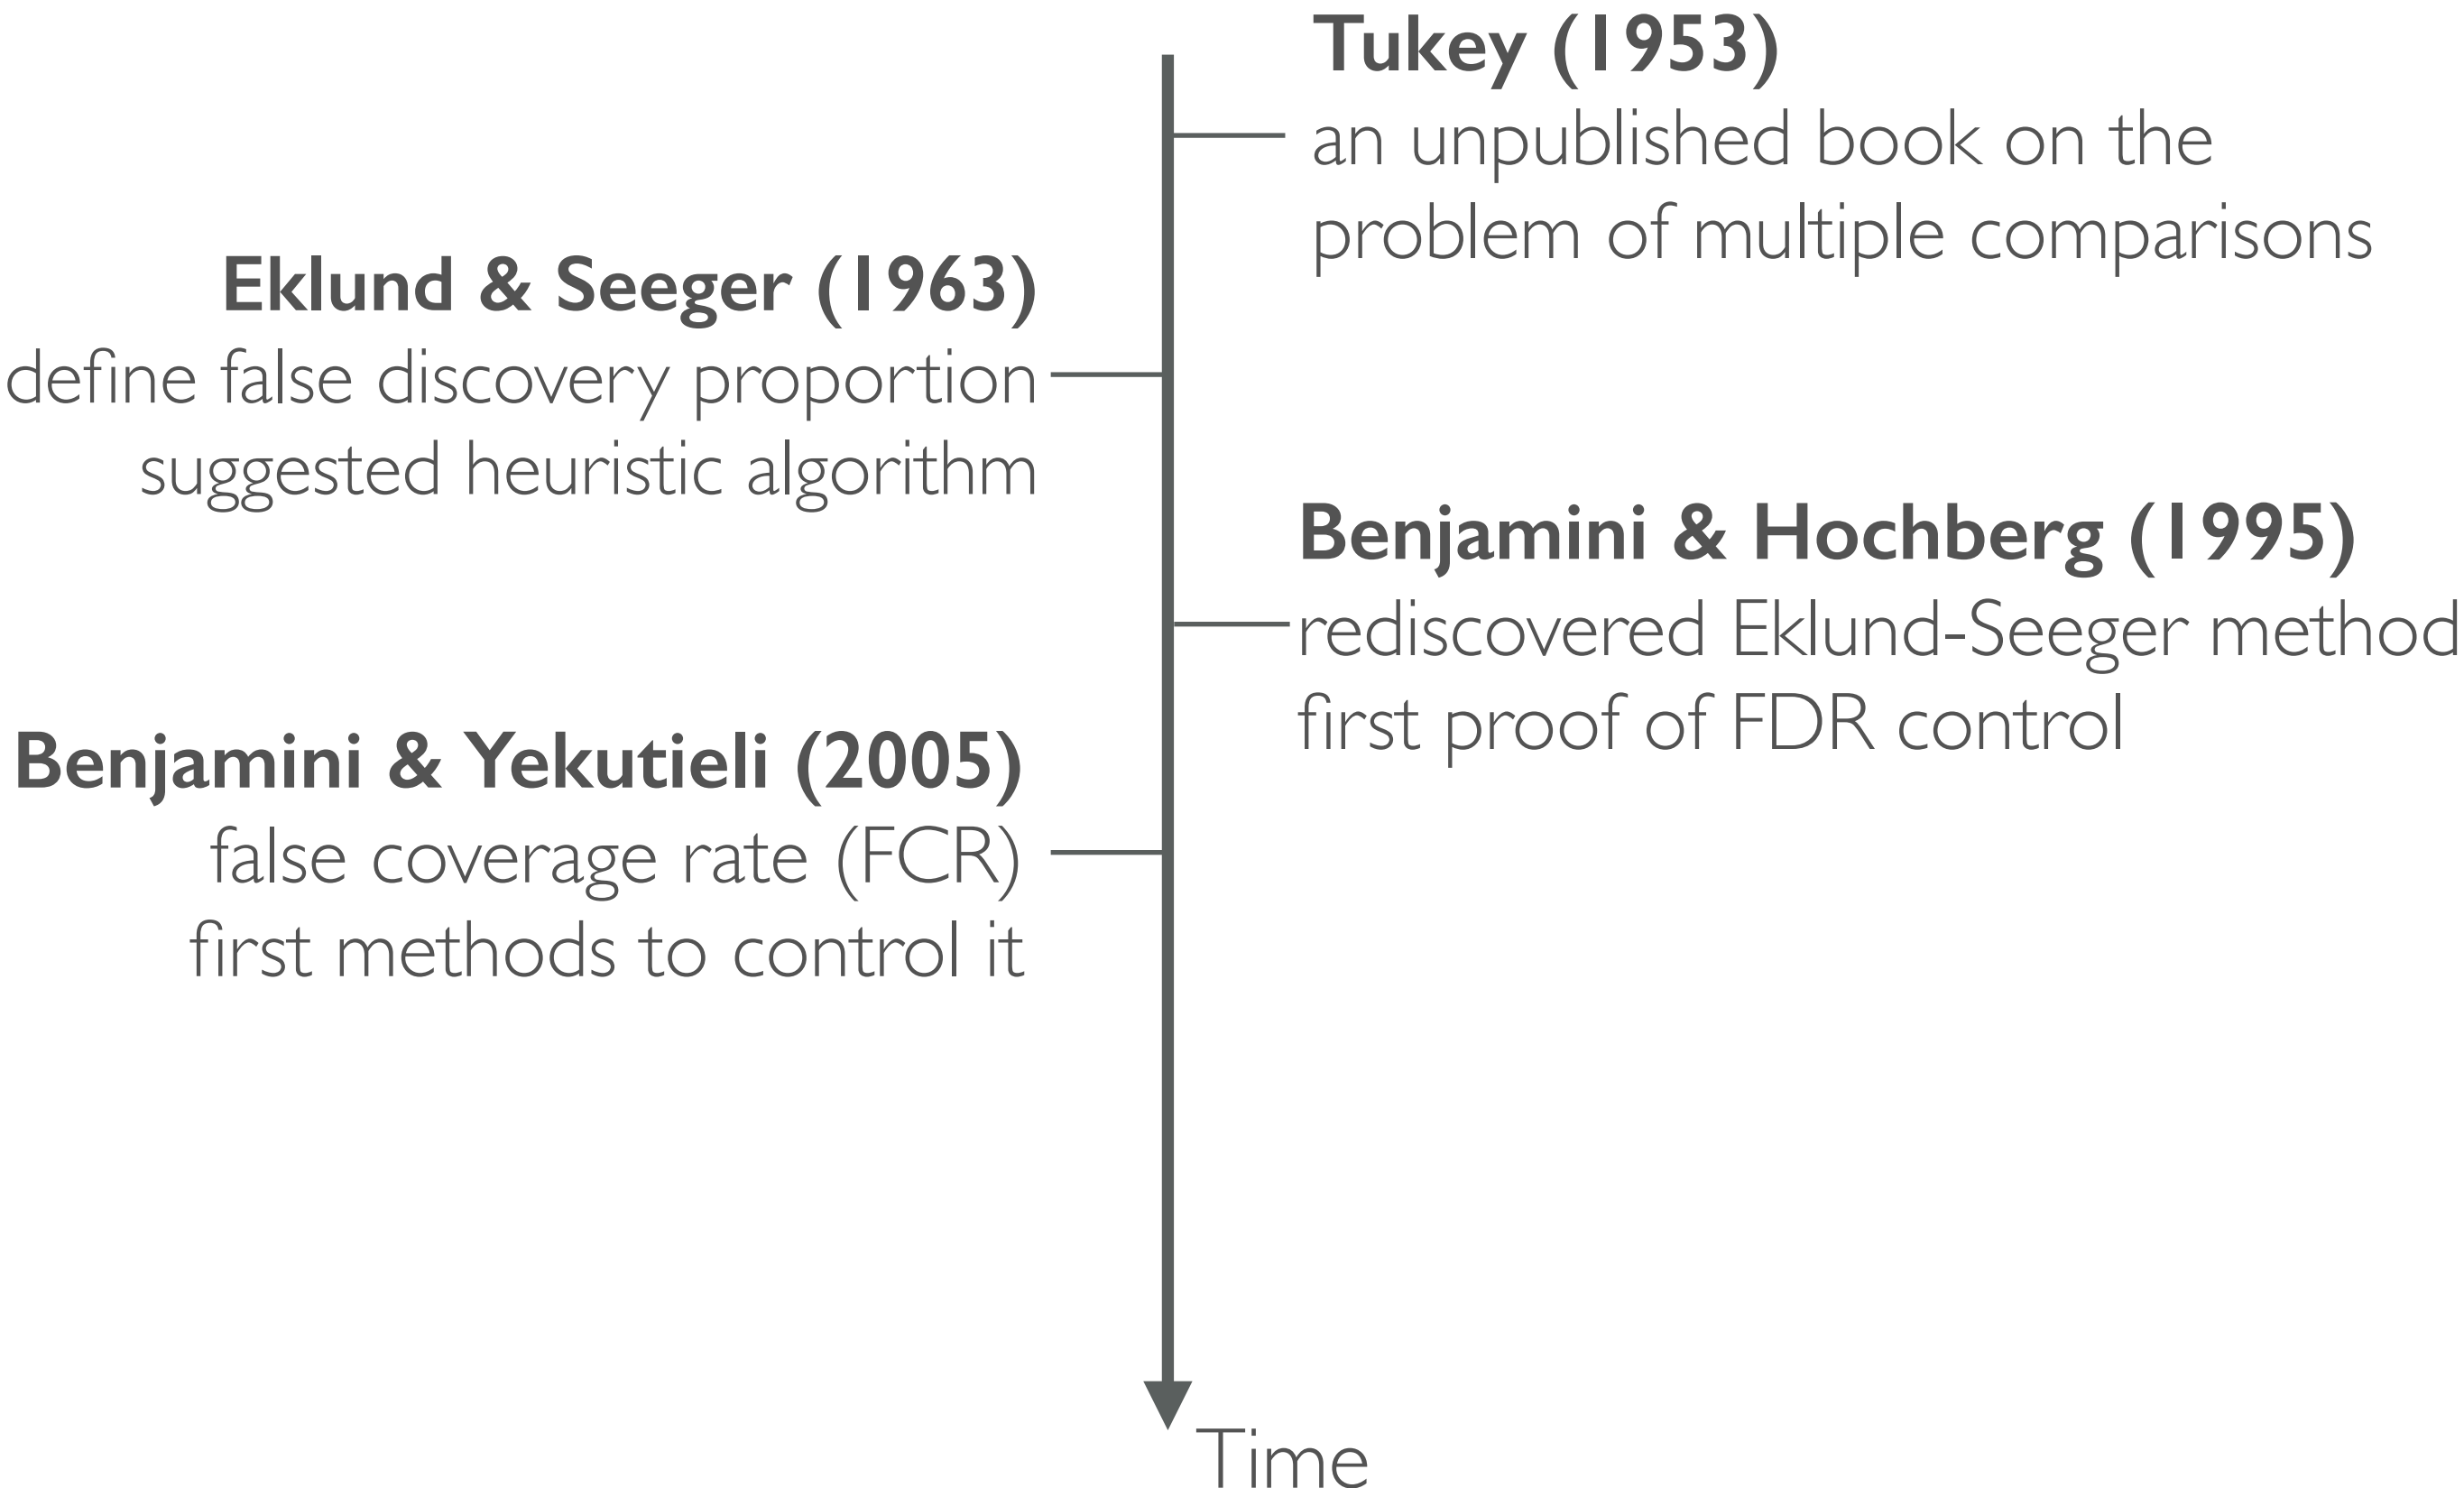 Tukey (1953)
an unpublished book on the
problem of multiple comparisons
Eklund & Seeger (1963)
define false discovery proportion
suggested heuristic algorithm
Benjamini & Hochberg (1995)
rediscovered Eklund-Seeger method
first proof of FDR control
Benjamini & Yekutieli (2005)
false coverage rate (FCR)
first methods to control it
Time